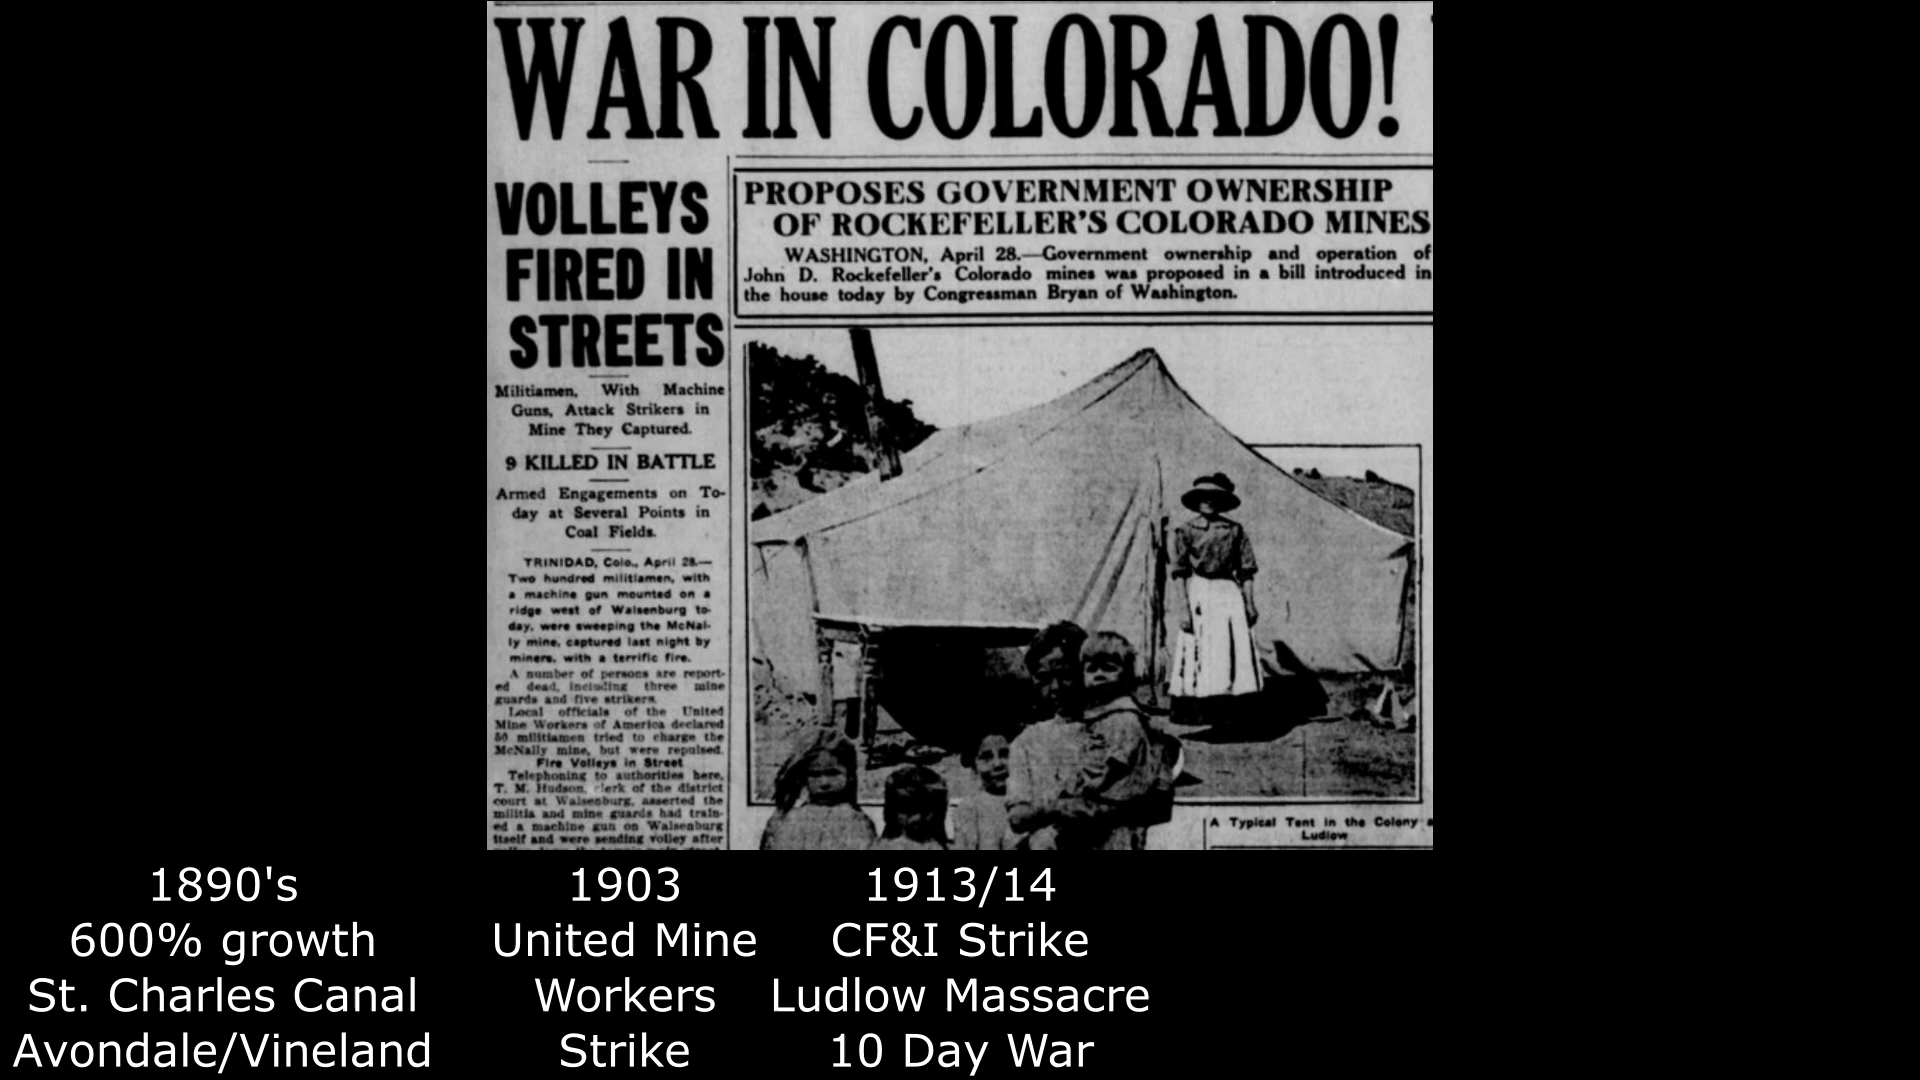 WAR IN COLORADO!
VOLLEYS
FIRED IN
STREETS
Militiamen, With Machine
Guns, Attack Strikers in
Mine They Captured.
9 KILLED IN BATTLE
Armed Engagements on To-
day at Several Points in
Coal Fields.
TRINIDAD, Colo., April 28.—
Two hundred militiamen, with
a machine gun mounted on a
ridge west of Walsenburg to-
day, were sweeping the McNal-
ly mine, captured last night by
miners, with a terrific fire.
A number of persons are report-
ed dead, including three mine
guards and five strikers.
Local officials of the United
Mine Workers of America declared
50 militiamen tried to charge the
McNally mine, but were repulsed.
Fire Volleys in Street
Telephoning to authorities here,
T. M. Hudson, clerk of the district
court at Walsenburg, asserted the
militia and mine guards had train-
ed a machine gun on Walsenburg
itself and were sending volley after
PROPOSES GOVERNMENT OWNERSHIP
OF ROCKEFELLER'S COLORADO MINES
WASHINGTON, April 28.—Government ownership and operation of
John D. Rockefeller's Colorado mines was proposed in a bill introduced in
the house today by Congressman Bryan of Washington.
A Typical Tent in the Colony
Ludlow
1890's
600% growth
St. Charles Canal
Avondale/Vineland
1903
United Mine
Workers
Strike
1913/14
CF&I Strike
Ludlow Massacre
10 Day War